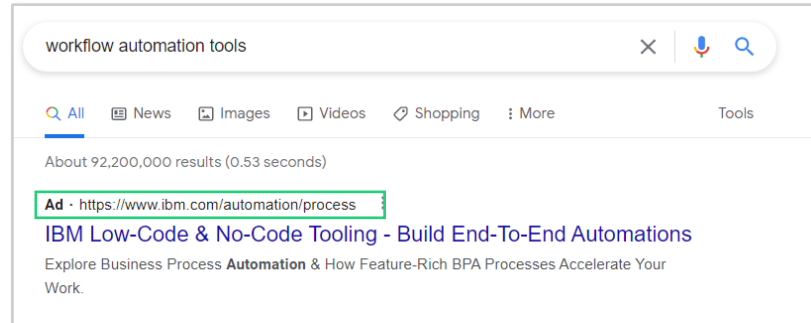 workflow automation tools
All News Images Videos Shopping More Tools
About 92,200,000 results (0.53 seconds)
Ad · https://www.ibm.com/automation/process
IBM Low-Code & No-Code Tooling - Build End-To-End Automations
Explore Business Process Automation & How Feature-Rich BPA Processes Accelerate Your
Work.